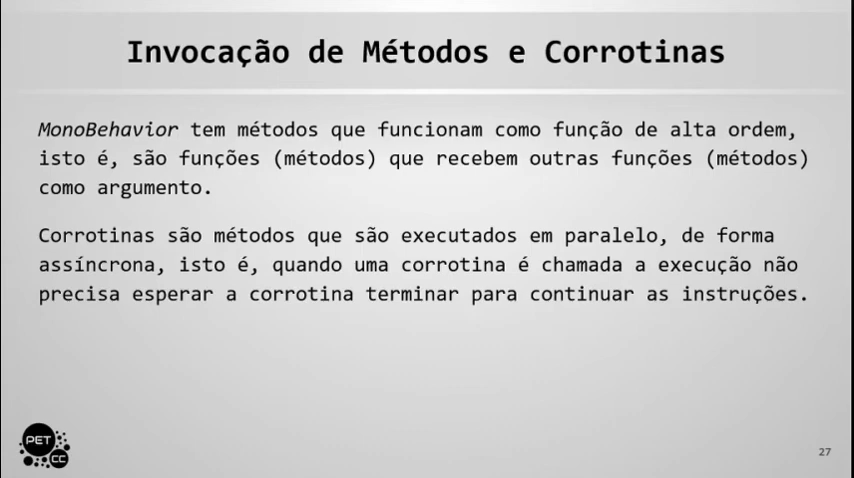 Invocação de Métodos e Corrotinas
MonoBehavior tem métodos que funcionam como função de alta ordem,
isto é, são funções (métodos) que recebem outras funções (métodos)
como argumento.
Corrotinas são métodos que são executados em paralelo, de forma
assíncrona, isto é, quando uma corrotina é chamada a execução não
precisa esperar a corrotina terminar para continuar as instruções.
PET
CC
27